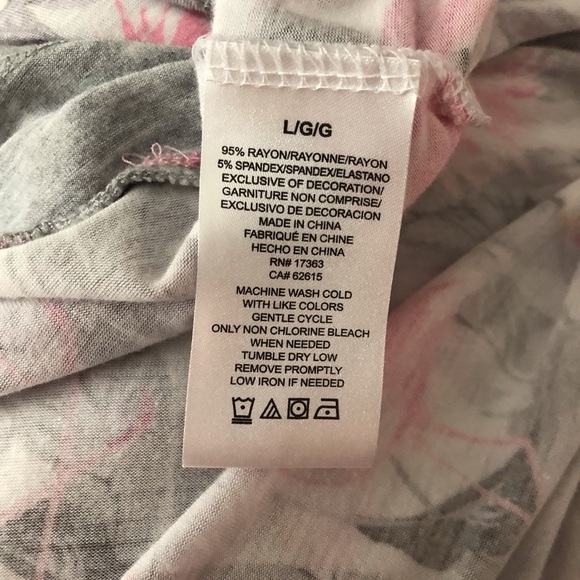 L/G/G
95% RAYON/RAYONNE/RAYON
5% SPANDEX/SPANDEX/ELASTANO
EXCLUSIVE OF DECORATION/
GARNITURE NON COMPRISE/
EXCLUSIVO DE DECORACION
MADE IN CHINA
FABRIQUÉ EN CHINE
HECHO EN CHINA
RN# 17363
CA# 62615
MACHINE WASH COLD
WITH LIKE COLORS
GENTLE CYCLE
ONLY NON CHLORINE BLEACH
WHEN NEEDED
TUMBLE DRY LOW
REMOVE PROMPTLY
LOW IRON IF NEEDED